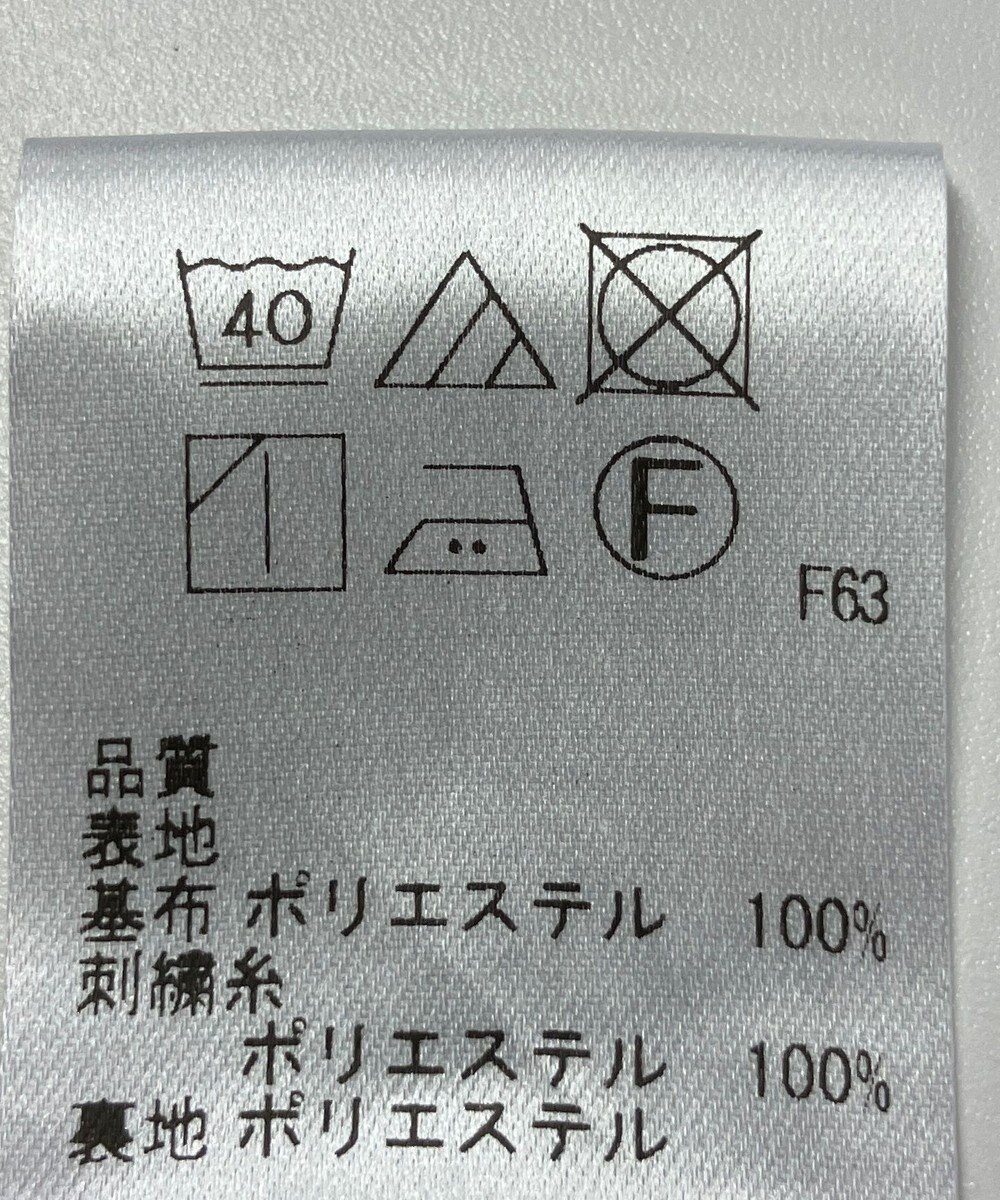 40
F
F63
品質
表地
基布 ポリエステル 100%
刺繍糸
ポリエステル 100%
裏地 ポリエステル